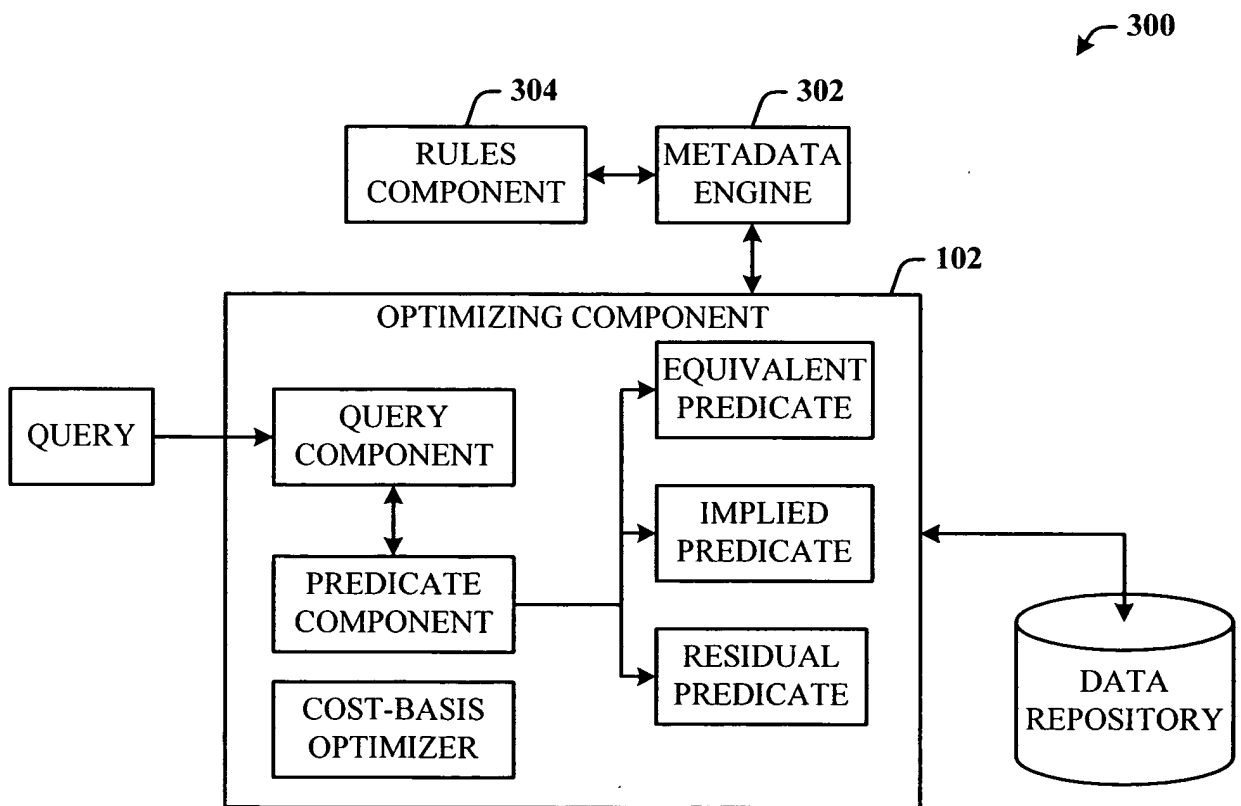 300
304
302
RULES
COMPONENT
METADATA
ENGINE
102
OPTIMIZING COMPONENT
QUERY
QUERY
COMPONENT
PREDICATE
COMPONENT
COST-BASIS
OPTIMIZER
EQUIVALENT
PREDICATE
IMPLIED
PREDICATE
RESIDUAL
PREDICATE
DATA
REPOSITORY